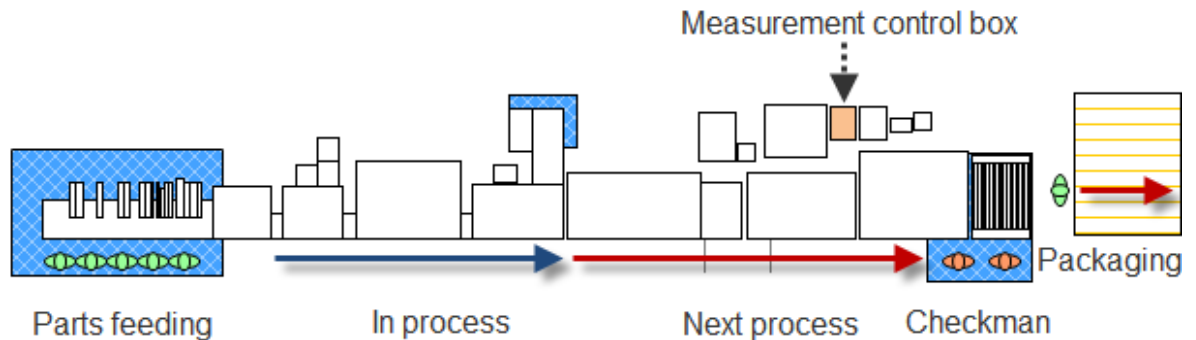 Measurement control box
Packaging
Parts feeding
In process
Next process
Checkman